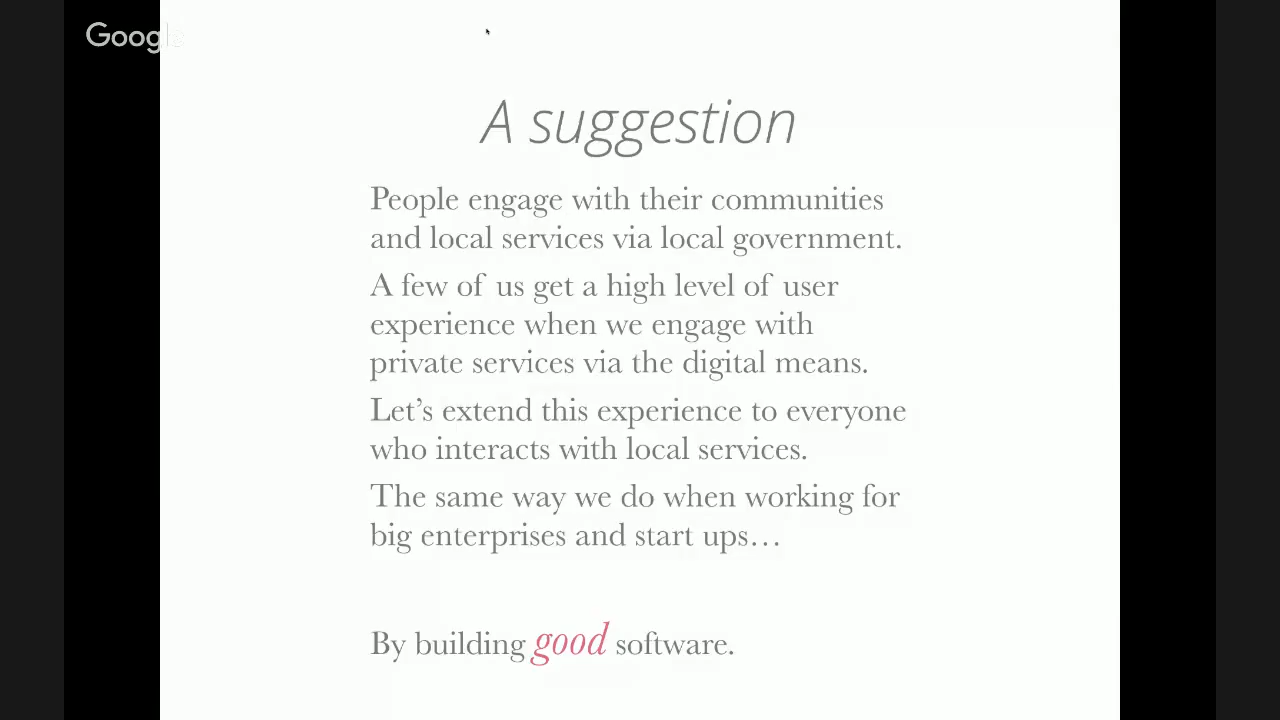 Google
A suggestion
People engage with their communities
and local services via local government.
A few of us get a high level of user
experience when we engage with
private services via the digital means.
Let's extend this experience to everyone
who interacts with local services.
The same way we do when working for
big enterprises and start ups…
By building good software.